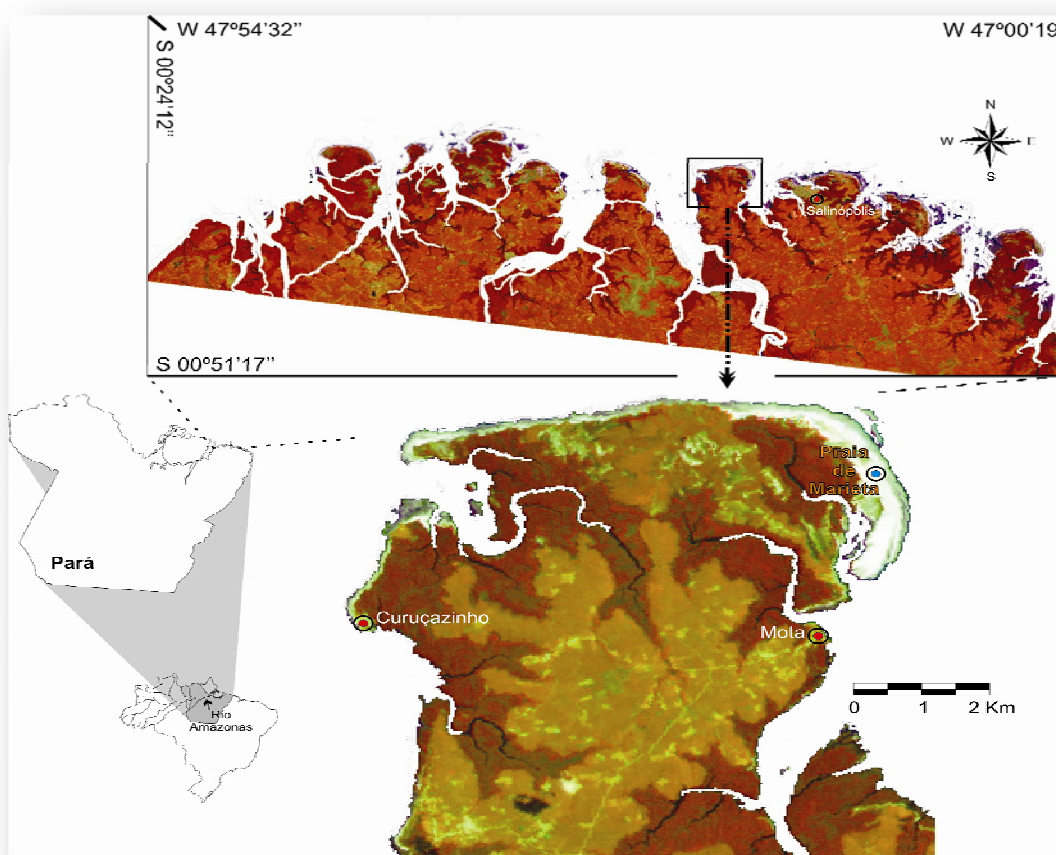 W 47º54'32"
W 47º00'19
S 00º24'12"
N
W
E
S
Salinópolis
S 00º51'17"
Praia
de
Marieta
Pará
Curuçazinho
Mola
0 1 2 Km
Rio
Amazonas